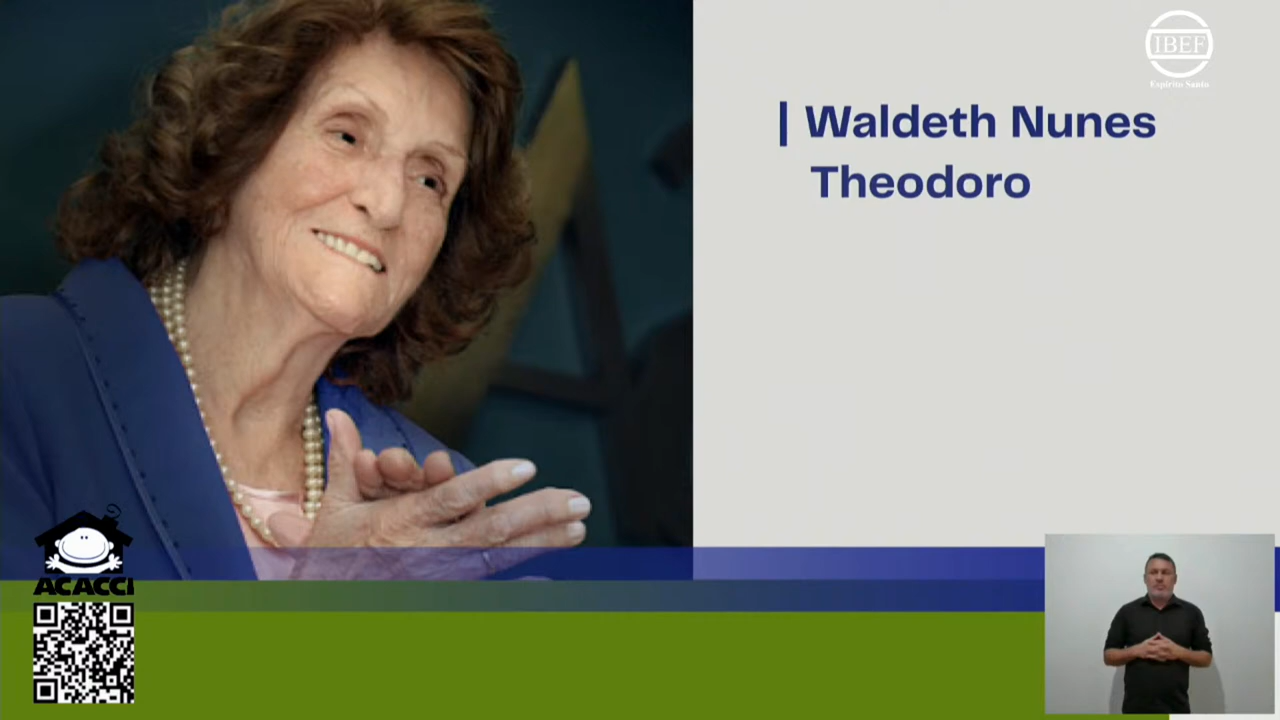 IBEF
Espírito Santo
| Waldeth Nunes
Theodoro
ACACCI